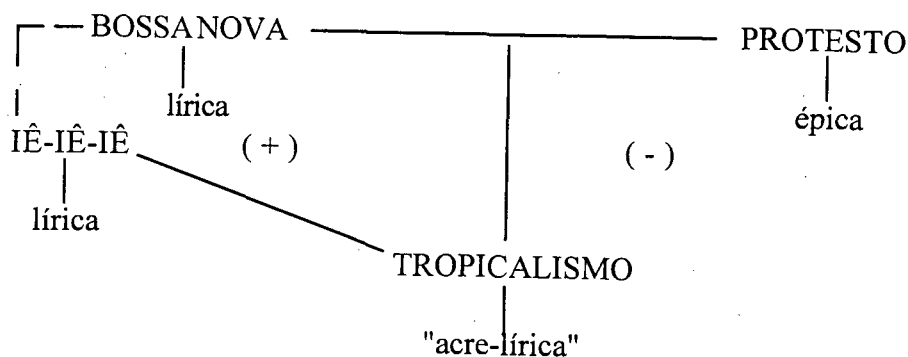 BOSSANOVA
PROTESTO
lírica
épica
IÊ-IÊ-IÊ
( + )
( - )
lírica
TROPICALISMO
"acre-lírica"